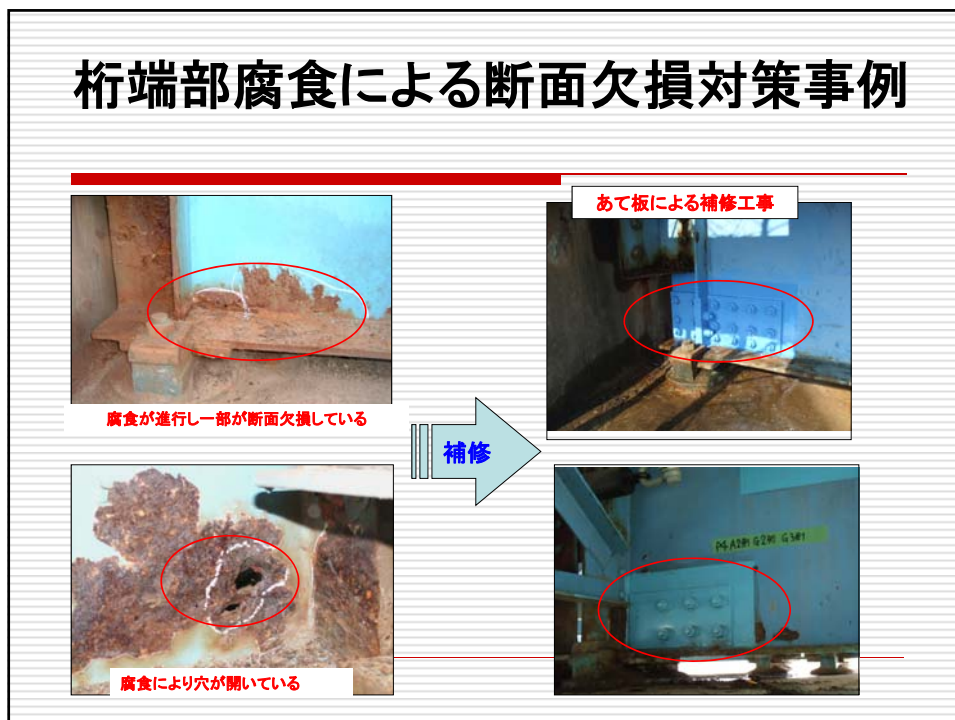 桁端部腐食による断面欠損対策事例
あて板による補修工事
腐食が進行し一部が断面欠損している
補修
腐食により穴が開いている